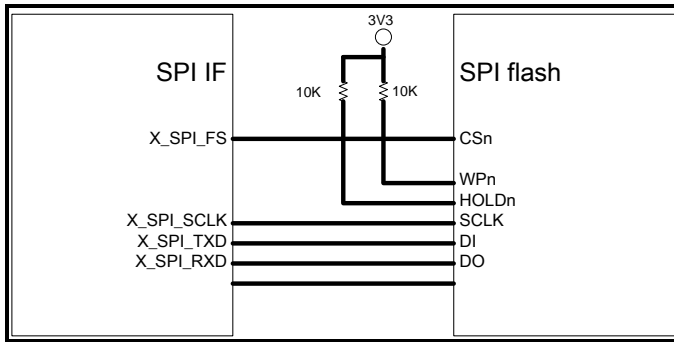 3V3
SPI IF
SPI flash
10K
10K
X_SPI_FS
CSn
WPn
HOLDn
X_SPI_SCLK
SCLK
X_SPI_TXD
DI
X_SPI_RXD
DO